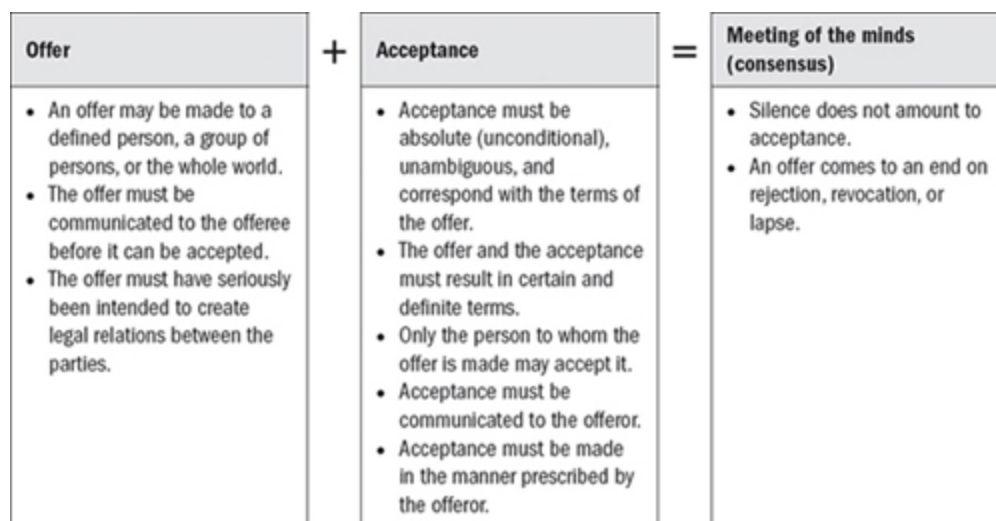 Offer
+
Acceptance
=
Meeting of the minds
(consensus)
• An offer may be made to a
defined person, a group of
persons, or the whole world.
• The offer must be
communicated to the offeree
before it can be accepted.
• The offer must have seriously
been intended to create
legal relations between the
parties.
• Acceptance must be
absolute (unconditional),
unambiguous, and
correspond with the terms of
the offer.
• The offer and the acceptance
must result in certain and
definite terms.
• Only the person to whom the
offer is made may accept it.
• Acceptance must be
communicated to the offeror.
• Acceptance must be made
in the manner prescribed by
the offeror.
• Silence does not amount to
acceptance.
• An offer comes to an end on
rejection, revocation, or
lapse.